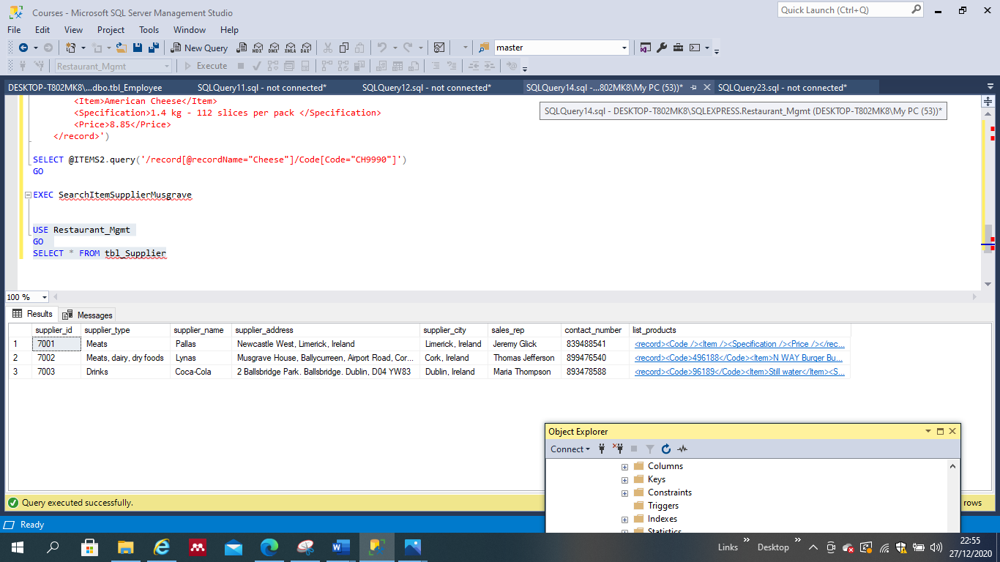 Courses - Microsoft SQL Server Management Studio
Quick Launch (Ctrl+Q)
File Edit View Project Tools Window Help
New Query MDX DMX XMLA DAX master
Restaurant_Mgmt Execute
DESKTOP-T802MK8\...dbo.tbl_Employee SQLQuery11.sql - not connected* SQLQuery12.sql - not connected* SQLQuery14.sql -...802MK8\My PC (53))* SQLQuery23.sql - not connected*
<Item>American Cheese</Item>
SQLQuery14.sql - DESKTOP-T802MK8\SQLEXPRESS.Restaurant_Mgmt (DESKTOP-T802MK8\My PC (53))*
<Specification>1.4 kg - 112 slices per pack </Specification>
<Price>8.85</Price>
</record>')
SELECT @ITEMS2.query('/record[@recordName="Cheese"]/Code[Code="CH9990"]')
GO
EXEC SearchItemSupplierMusgrave
USE Restaurant_Mgmt
GO
SELECT * FROM tbl_Supplier
100 %
Results Messages
supplier_id supplier_type supplier_name supplier_address supplier_city sales_rep contact_number list_products
1 7001 Meats Pallas Newcastle West, Limerick, Ireland Limerick, Ireland Jeremy Glick 839488541 <record><Code /><Item /><Specification /><Price /></rec...
2 7002 Meats, dairy, dry foods Lynas Musgrave House, Ballycurreen, Airport Road, Cor... Cork, Ireland Thomas Jefferson 899476540 <record><Code>496188</Code><Item>N WAY Burger Bu...
3 7003 Drinks Coca-Cola 2 Ballsbridge Park. Ballsbridge. Dublin, D04 YW83 Dublin, Ireland Maria Thompson 893478588 <record><Code>96189</Code><Item>Still water</Item><S...
Object Explorer
Connect
Columns
Keys
Constraints
Triggers
Indexes
Statistics
Query executed successfully. rows
Ready
Links Desktop
22:55
27/12/2020